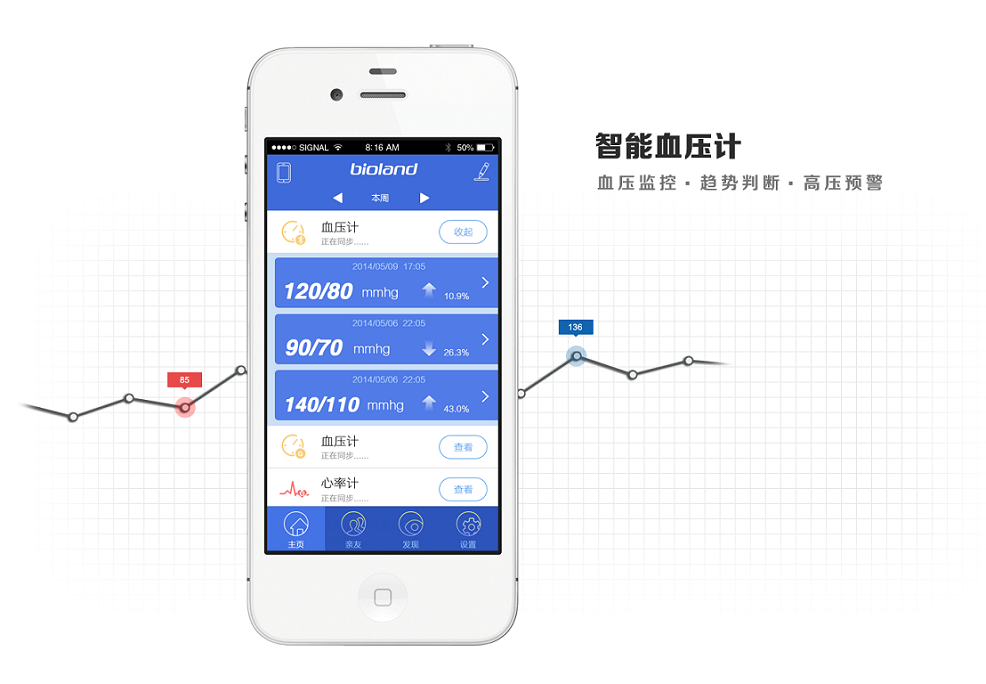 智能血压计
血压监控·趋势判断·高压预警
SIGNAL 8:16 AM 50%
bioland
本周
血压计
正在同步......
收起
2014/05/09 17:05
120/80 mmhg 10.9%
2014/05/06 22:05
90/70 mmhg 26.3%
2014/05/06 22:05
140/110 mmhg 43.0%
血压计
正在同步......
查看
心率计
正在同步......
查看
主页 亲友 发现 设置
85
136